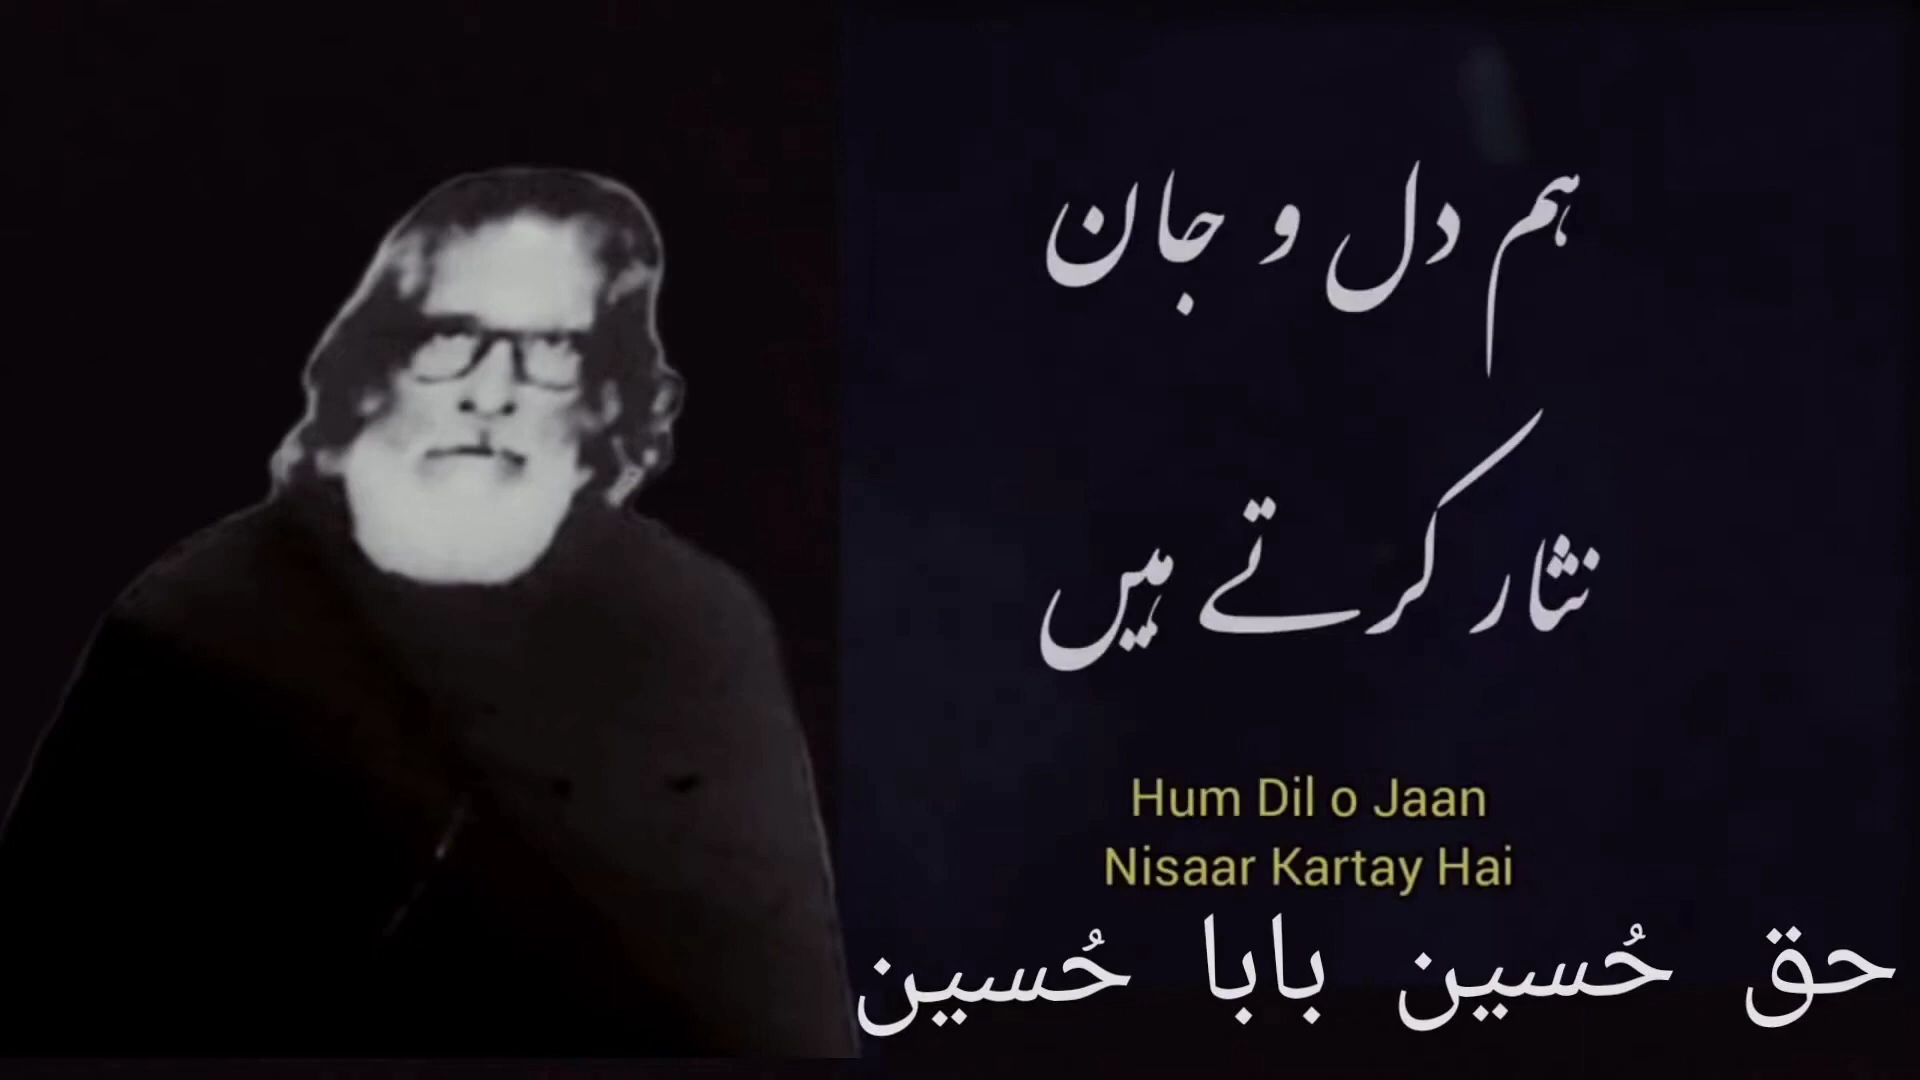 ہم دل و جان
نثار کرتے ہیں
Hum Dil o Jaan
Nisaar Kartay Hai
حق حُسین بابا حُسین